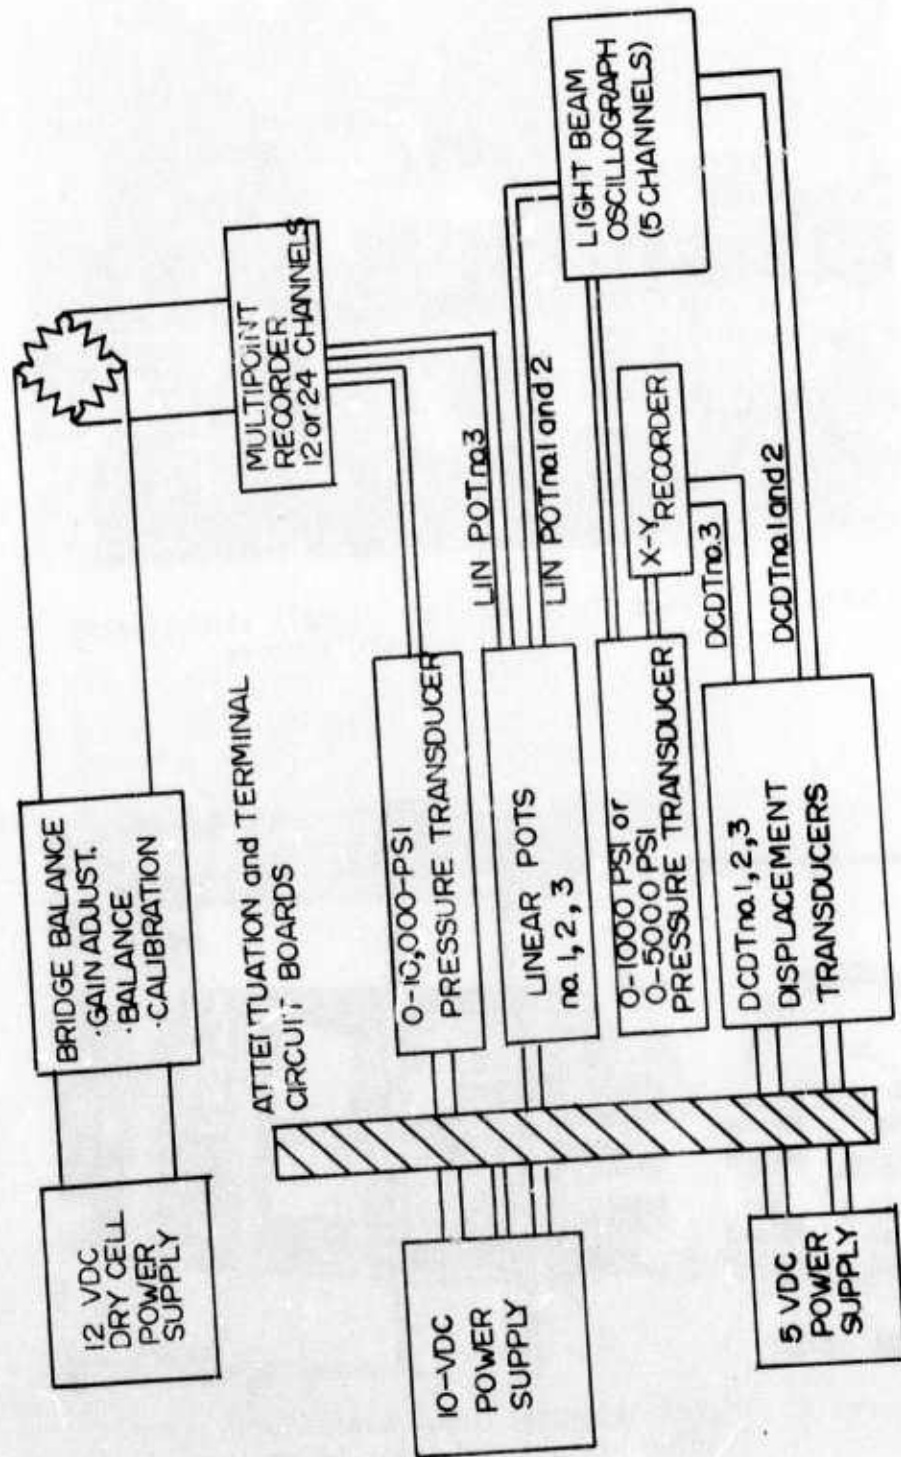 12 VDC
DRY CELL
POWER
SUPPLY
BRIDGE BALANCE
·GAIN ADJUST.
·BALANCE
·CALIBRATION
MULTIPOINT
RECORDER
12 or 24 CHANNELS
ATTENTUATION and TERMINAL
CIRCUIT BOARDS
10-VDC
POWER
SUPPLY
0-10,000-PSI
PRESSURE TRANSDUCER
LIN POT no.3
LINEAR POTS
no. 1, 2, 3
LIN POT no.1 and 2
LIGHT BEAM
OSCILLOGRAPH
(5 CHANNELS)
0-1000 PSI or
0-5000 PSI
PRESSURE TRANSDUCER
X-Y RECORDER
DCDT no.3
5 VDC
POWER
SUPPLY
DCDT no. 1, 2, 3
DISPLACEMENT
TRANSDUCERS
DCDT no.1 and 2